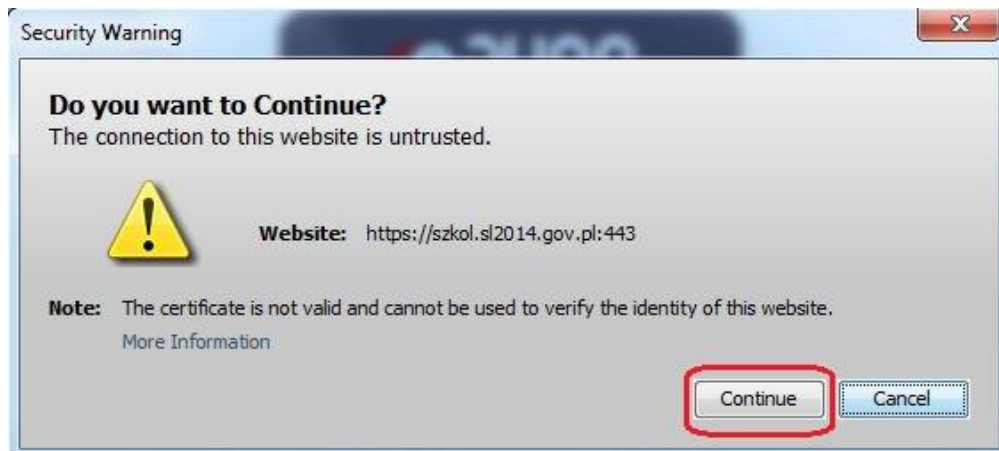 Security Warning
Do you want to Continue?
The connection to this website is untrusted.
Website: https://szkol.sl2014.gov.pl:443
Note: The certificate is not valid and cannot be used to verify the identity of this website.
More Information
Continue Cancel